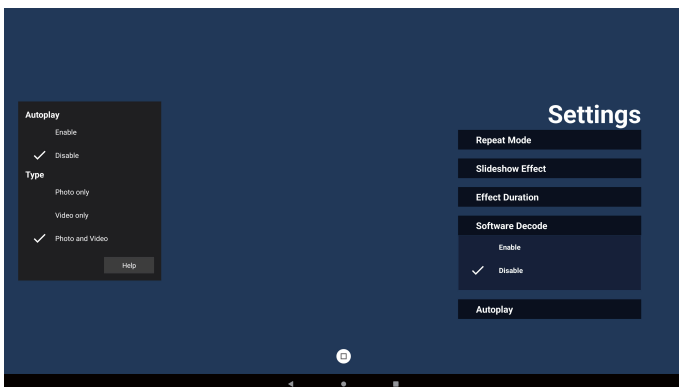 Autoplay
Enable
Disable
Type
Photo only
Video only
Photo and Video
Help
Settings
Repeat Mode
Slideshow Effect
Effect Duration
Software Decode
Enable
Disable
Autoplay